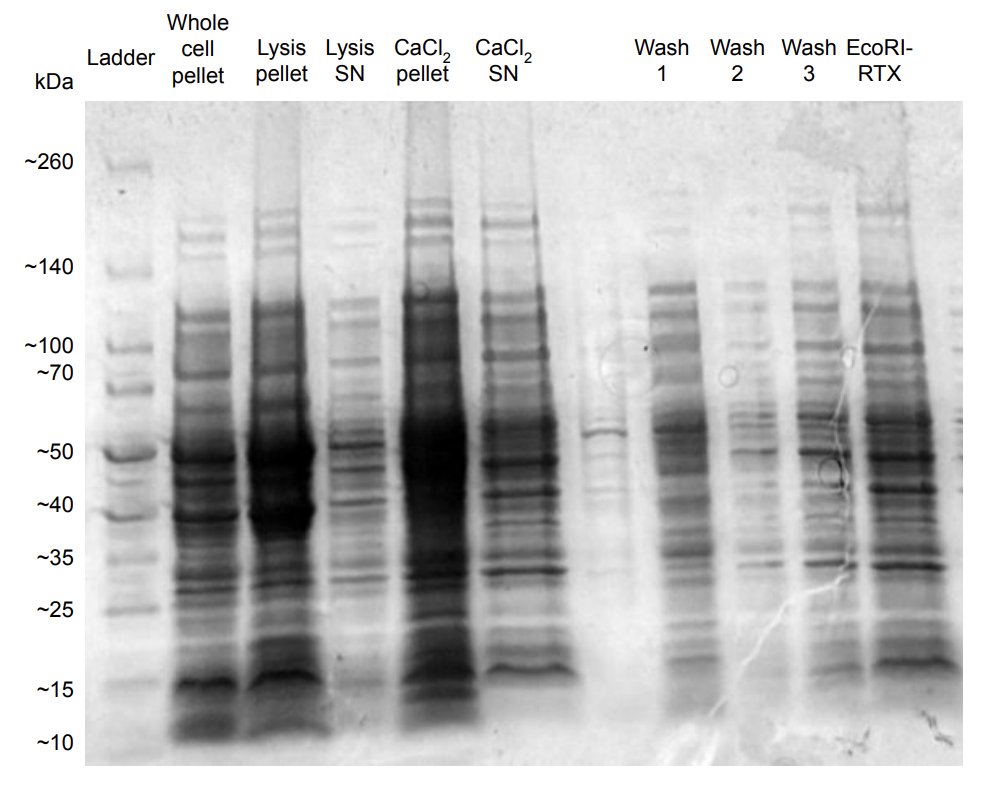 Ladder
Whole
cell
pellet
Lysis
pellet
Lysis
SN
CaCl₂
pellet
CaCl₂
SN
Wash
1
Wash
2
Wash
3
EcoRI-
RTX
kDa
~260
~140
~100
~70
~50
~40
~35
~25
~15
~10